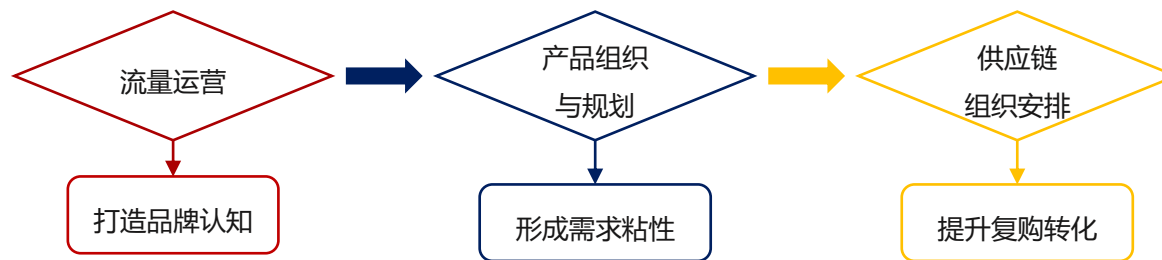 流量运营
产品组织
与规划
供应链
组织安排
打造品牌认知
形成需求粘性
提升复购转化